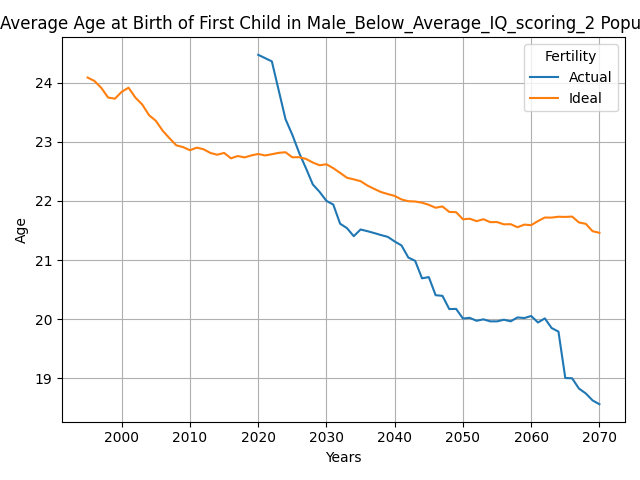 Average Age at Birth of First Child in Male_Below_Average_IQ_scoring_2 Popu
Fertility
Actual
Ideal
24
23
22
21
20
19
Age
2000 2010 2020 2030 2040 2050 2060 2070
Years